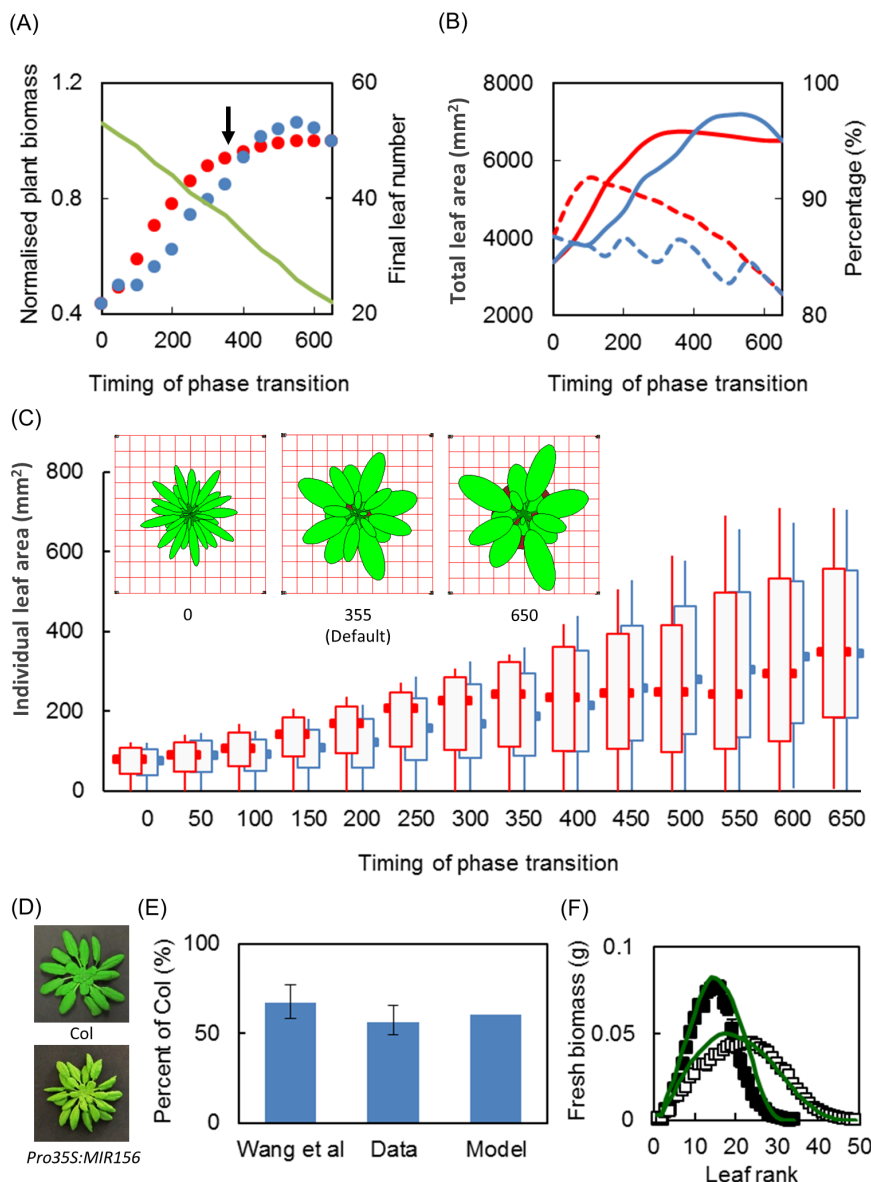 (A)
(B)
Normalised plant biomass
1.2
0.8
0.4
0
200
400
600
60
40
20
Final leaf number
Timing of phase transition
Total leaf area (mm²)
8000
6000
4000
2000
0
200
400
600
100
90
80
Percentage (%)
Timing of phase transition
(C)
Individual leaf area (mm²)
800
600
400
200
0
0
355
(Default)
650
0 50 100 150 200 250 300 350 400 450 500 550 600 650
Timing of phase transition
(D)
Col
Pro35S:MIR156
(E)
Percent of Col (%)
100
50
0
Wang et al
Data
Model
(F)
Fresh biomass (g)
0.1
0.05
0
0 10 20 30 40 50
Leaf rank